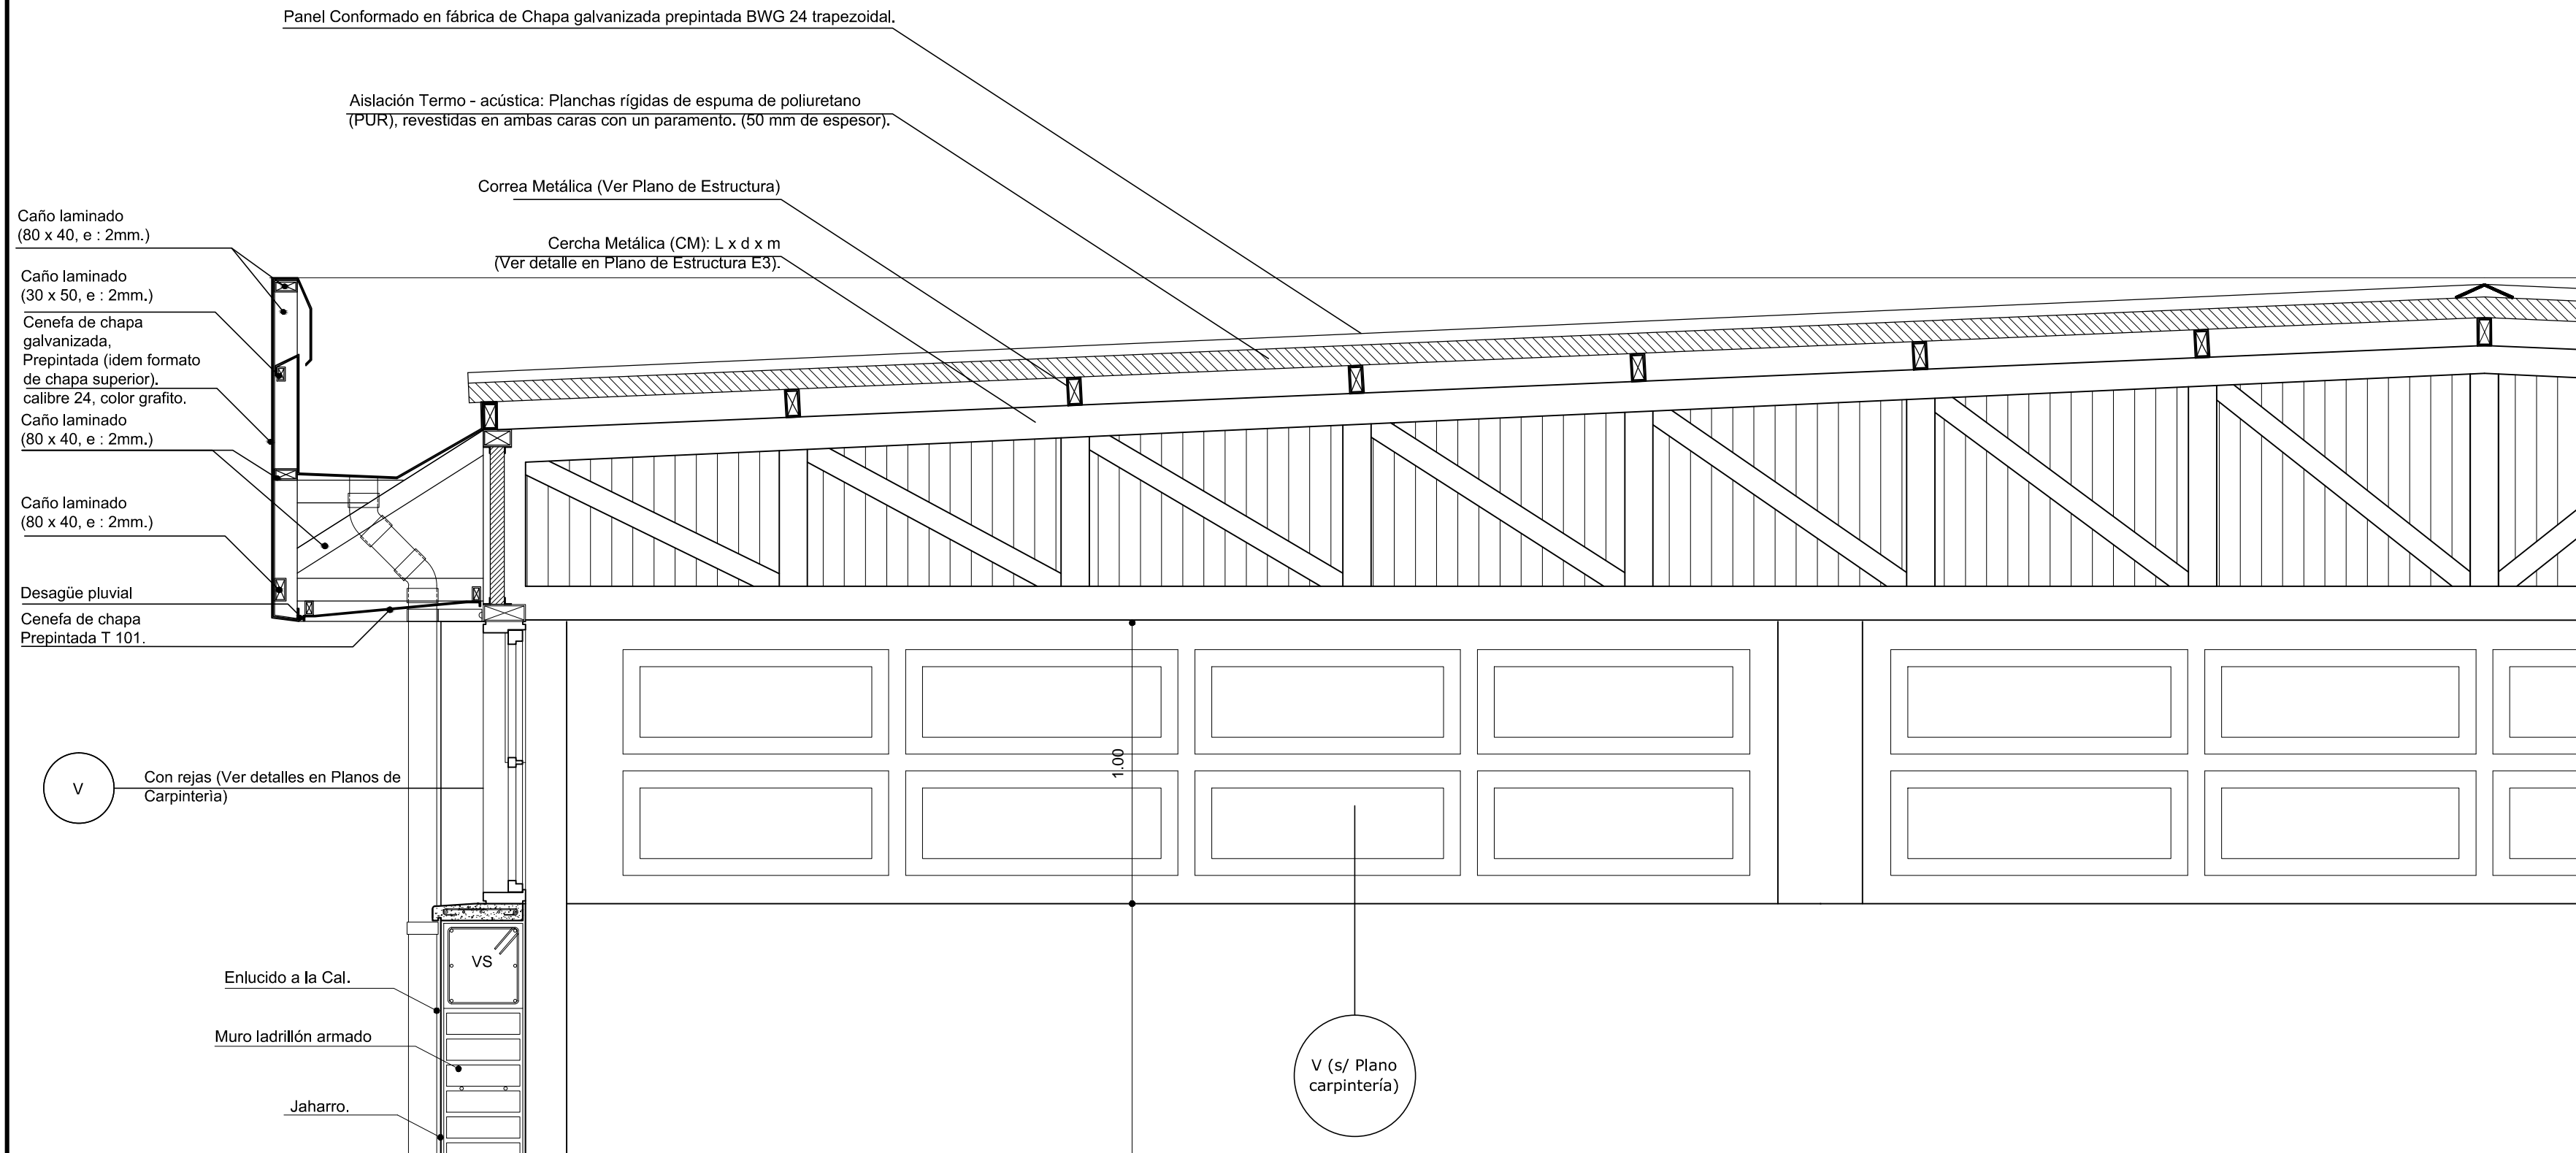 Panel Conformado en fábrica de Chapa galvanizada prepintada BWG 24 trapezoidal.
Aislación Termo - acústica: Planchas rígidas de espuma de poliuretano
(PUR), revestidas en ambas caras con un paramento. (50 mm de espesor).
Correa Metálica (Ver Plano de Estructura)
Cercha Metálica (CM): L x d x m
(Ver detalle en Plano de Estructura E3).
Caño laminado
(80 x 40, e : 2mm.)
Caño laminado
(30 x 50, e : 2mm.)
Cenefa de chapa
galvanizada,
Prepintada (idem formato
de chapa superior).
calibre 24, color grafito.
Caño laminado
(80 x 40, e : 2mm.)
Caño laminado
(80 x 40, e : 2mm.)
Desagüe pluvial
Cenefa de chapa
Prepintada T 101.
V
Con rejas (Ver detalles en Planos de
Carpinterìa)
1.00
VS
Enlucido a la Cal.
Muro ladrillón armado
Jaharro.
V (s/ Plano
carpintería)